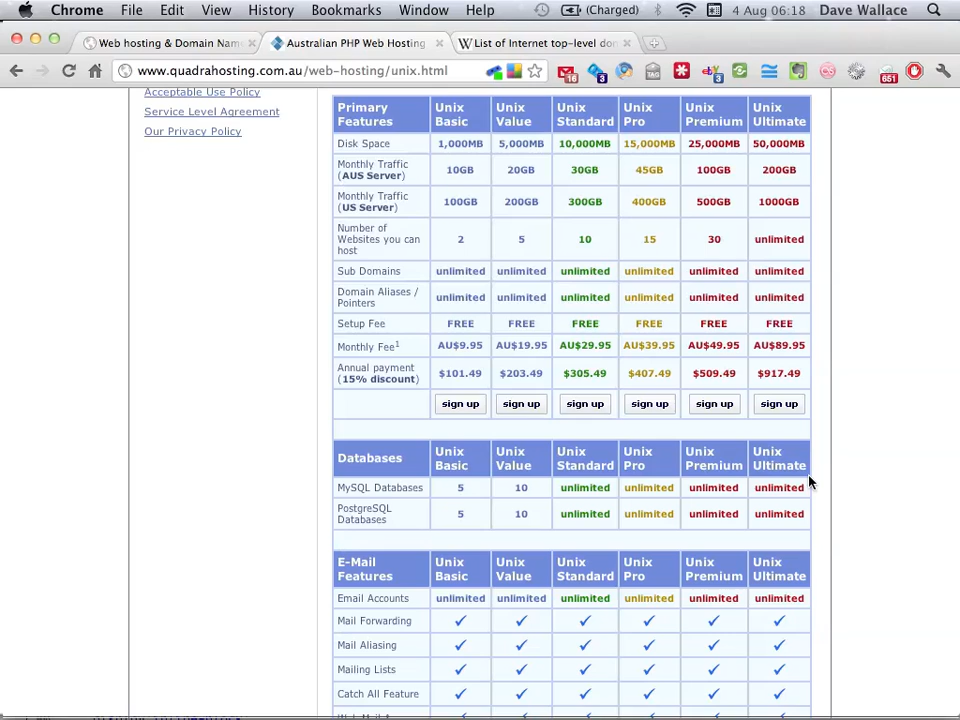 Chrome File Edit View History Bookmarks Window Help (Charged) 4 Aug 06:18 Dave Wallace
Web hosting & Domain Nam × Australian PHP Web Hosting × W List of Internet top-level dom ×
www.quadrahosting.com.au/web-hosting/unix.html 16 3 3 651
Acceptable Use Policy
Service Level Agreement
Our Privacy Policy
Primary Features Unix Basic Unix Value Unix Standard Unix Pro Unix Premium Unix Ultimate
Disk Space 1,000MB 5,000MB 10,000MB 15,000MB 25,000MB 50,000MB
Monthly Traffic (AUS Server) 10GB 20GB 30GB 45GB 100GB 200GB
Monthly Traffic (US Server) 100GB 200GB 300GB 400GB 500GB 1000GB
Number of Websites you can host 2 5 10 15 30 unlimited
Sub Domains unlimited unlimited unlimited unlimited unlimited unlimited
Domain Aliases / Pointers unlimited unlimited unlimited unlimited unlimited unlimited
Setup Fee FREE FREE FREE FREE FREE FREE
Monthly Fee1 AU$9.95 AU$19.95 AU$29.95 AU$39.95 AU$49.95 AU$89.95
Annual payment (15% discount) $101.49 $203.49 $305.49 $407.49 $509.49 $917.49
sign up sign up sign up sign up sign up sign up
Databases Unix Basic Unix Value Unix Standard Unix Pro Unix Premium Unix Ultimate
MySQL Databases 5 10 unlimited unlimited unlimited unlimited
PostgreSQL Databases 5 10 unlimited unlimited unlimited unlimited
E-Mail Features Unix Basic Unix Value Unix Standard Unix Pro Unix Premium Unix Ultimate
Email Accounts unlimited unlimited unlimited unlimited unlimited unlimited
Mail Forwarding ✓ ✓ ✓ ✓ ✓ ✓
Mail Aliasing ✓ ✓ ✓ ✓ ✓ ✓
Mailing Lists ✓ ✓ ✓ ✓ ✓ ✓
Catch All Feature ✓ ✓ ✓ ✓ ✓ ✓